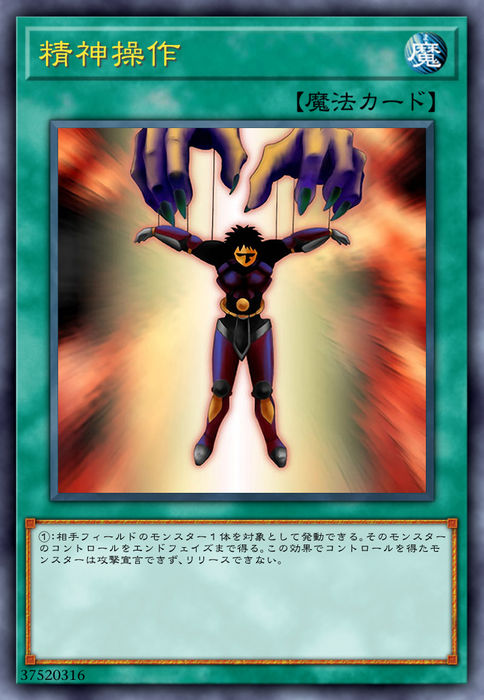 精神操作
魔
【魔法カード】
①：相手フィールドのモンスター１体を対象として発動できる。そのモンスター
のコントロールをエンドフェイズまで得る。この効果でコントロールを得たモ
ンスターは攻撃宣言できず、リリースできない。
37520316